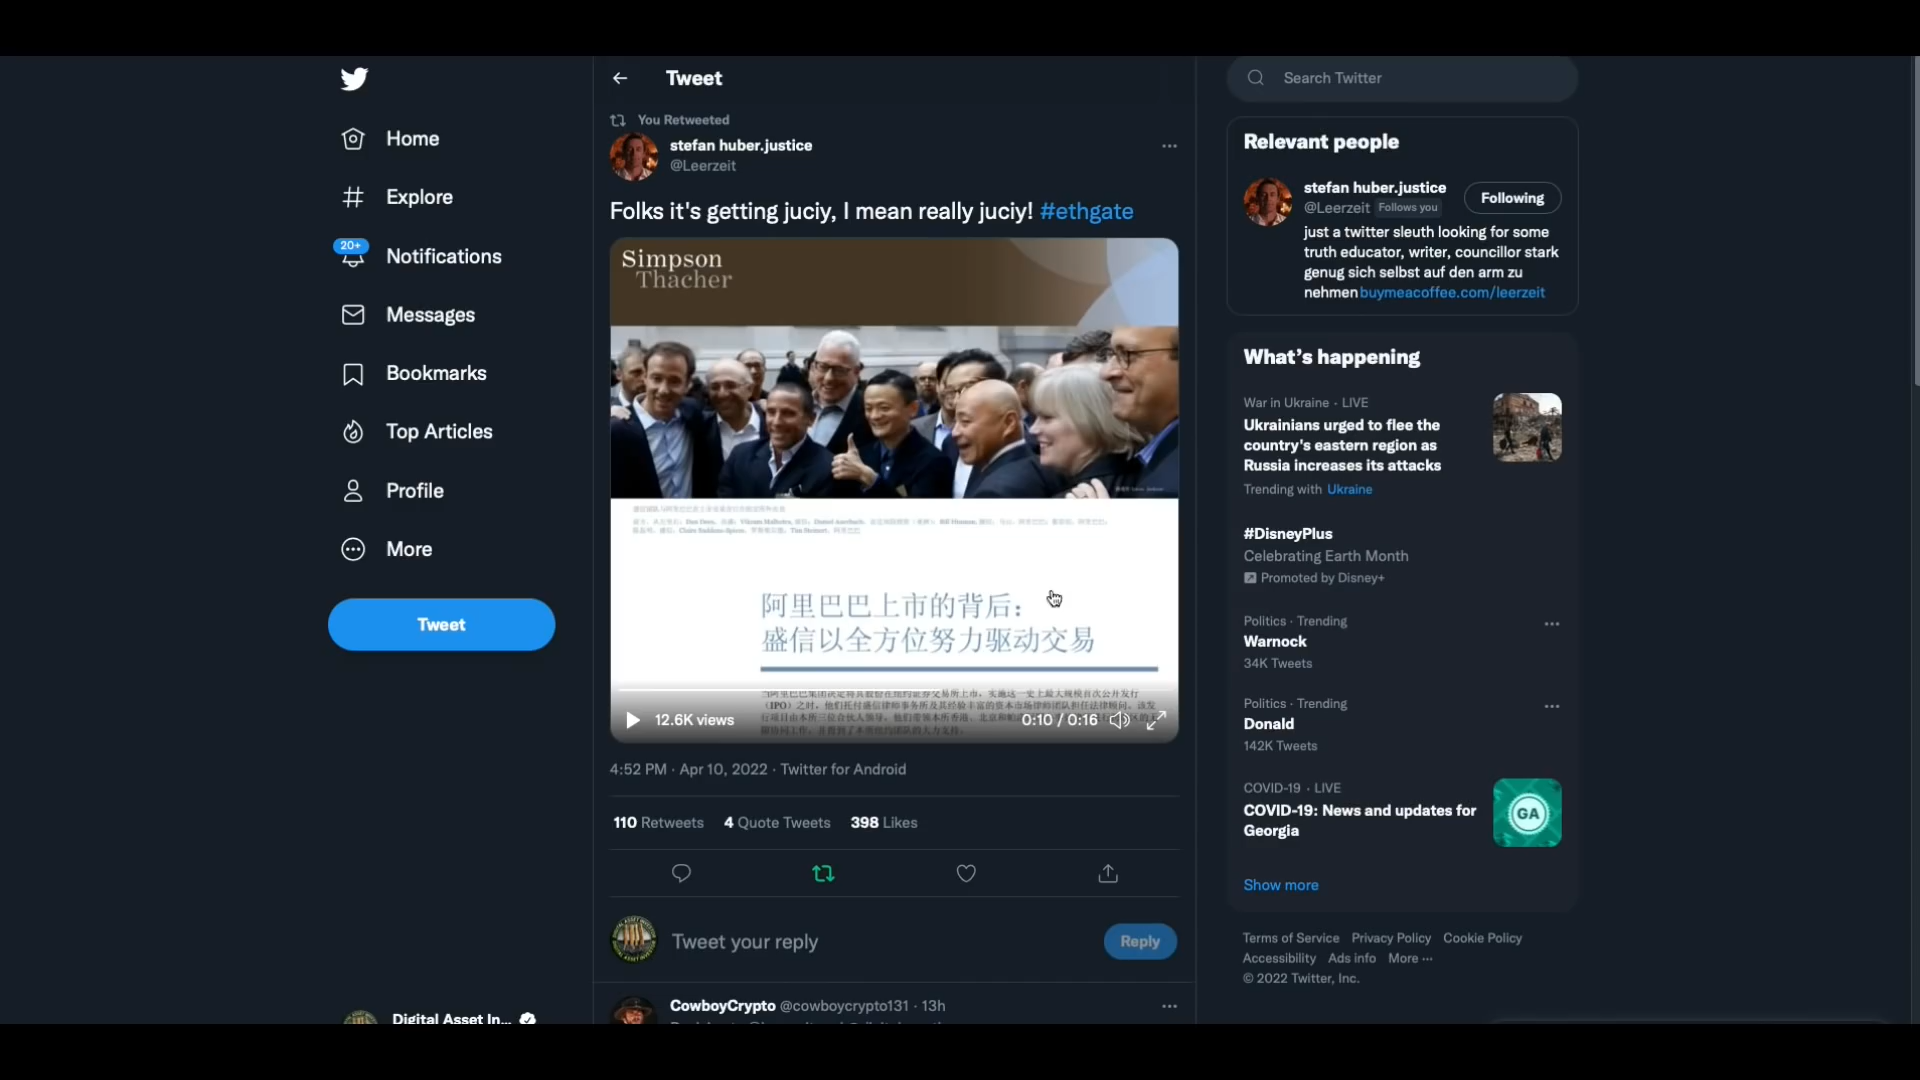 Tweet
Search Twitter
You Retweeted
stefan huber.justice
@Leerzeit
Folks it's getting juciy, I mean really juciy! #ethgate
Simpson
Thacher
阿里巴巴上市的背后：
盛信以全方位努力驱动交易
12.6K views
0:10 / 0:16
4:52 PM · Apr 10, 2022 · Twitter for Android
110 Retweets 4 Quote Tweets 398 Likes
Tweet your reply
Reply
CowboyCrypto @cowboycrypto131 · 13h
Home
Explore
20+
Notifications
Messages
Bookmarks
Top Articles
Profile
More
Tweet
Digital Asset In...
Relevant people
stefan huber.justice
@Leerzeit Follows you
Following
just a twitter sleuth looking for some
truth educator, writer, councillor stark
genug sich selbst auf den arm zu
nehmen buymeacoffee.com/leerzeit
What's happening
War in Ukraine · LIVE
Ukrainians urged to flee the
country's eastern region as
Russia increases its attacks
Trending with Ukraine
#DisneyPlus
Celebrating Earth Month
Promoted by Disney+
Politics · Trending
Warnock
34K Tweets
Politics · Trending
Donald
142K Tweets
COVID-19 · LIVE
COVID-19: News and updates for
Georgia
GA
Show more
Terms of Service Privacy Policy Cookie Policy
Accessibility Ads info More ···
© 2022 Twitter, Inc.